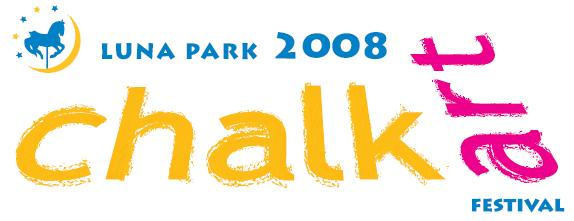 LUNA PARK 2008
chalk art
FESTIVAL